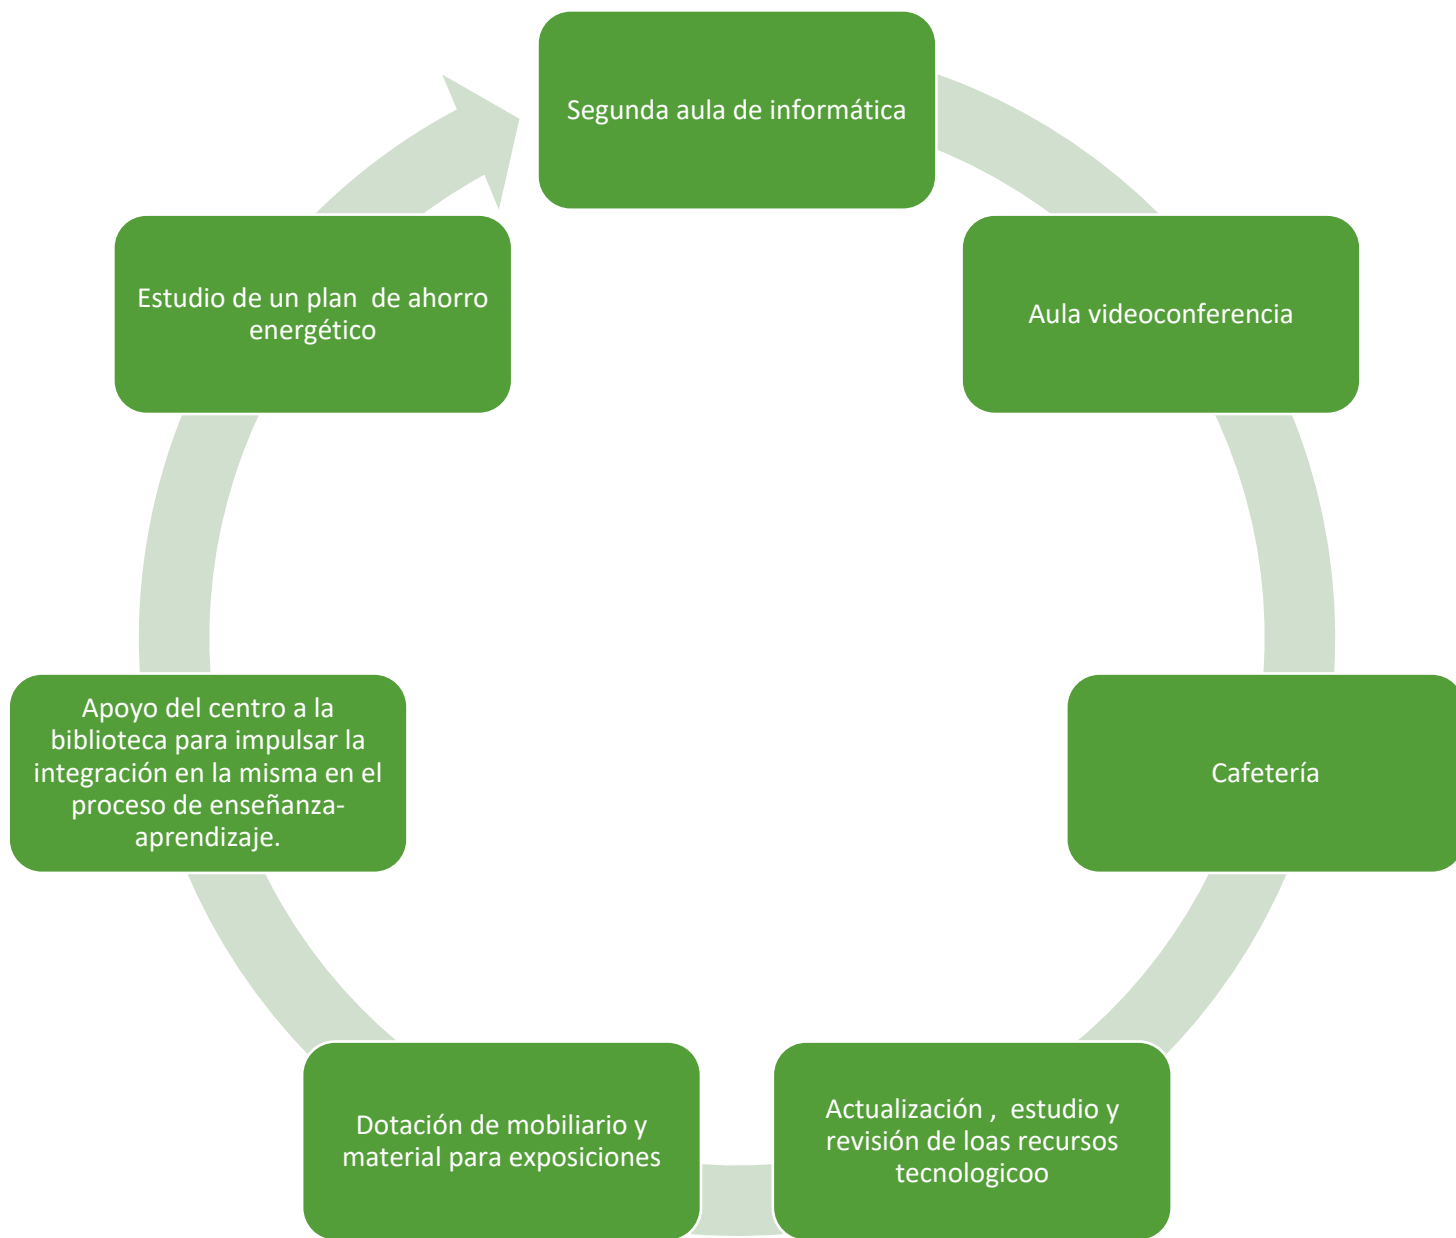 Segunda aula de informática
Aula videoconferencia
Cafetería
Actualización ,  estudio y
revisión de loas recursos
tecnologicoo
Dotación de mobiliario y
material para exposiciones
Apoyo del centro a la
biblioteca para impulsar la
integración en la misma en el
proceso de enseñanza-
aprendizaje.
Estudio de un plan  de ahorro
energético